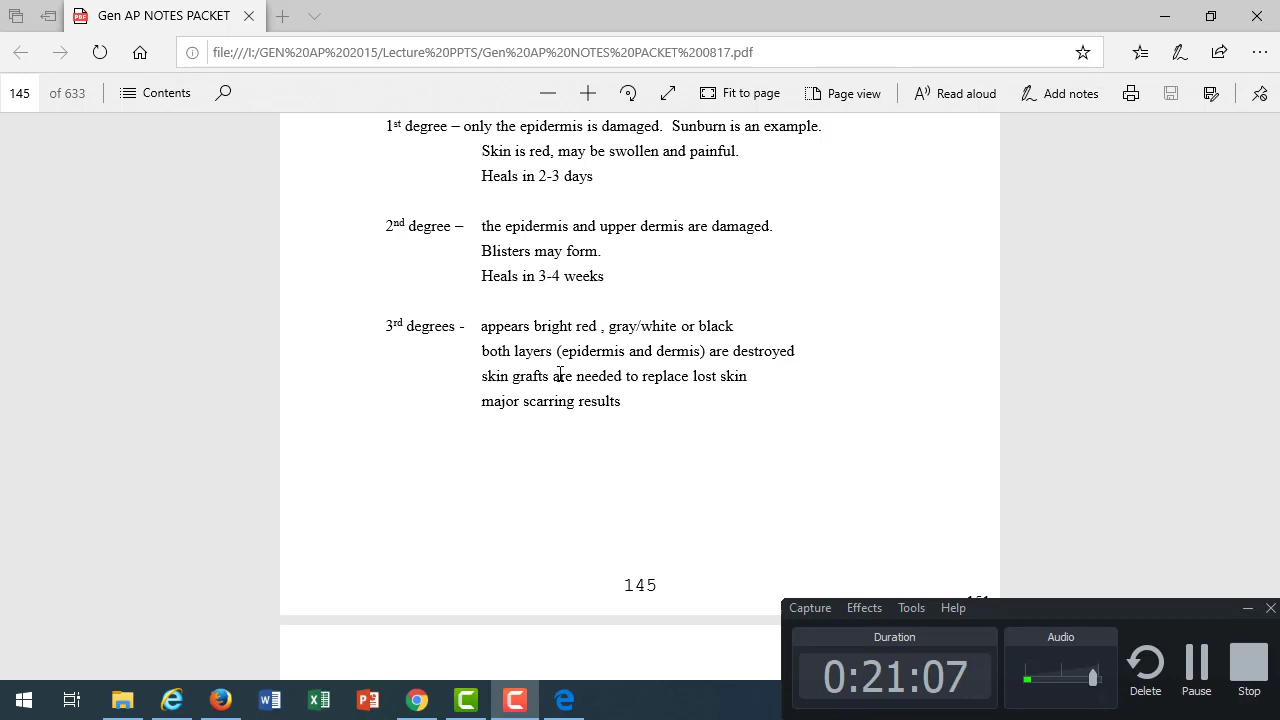 Gen AP NOTES PACKET
file:///I:/GEN%20AP%202015/Lecture%20PPTS/Gen%20AP%20NOTES%20PACKET%200817.pdf
145 of 633 Contents Fit to page Page view Read aloud Add notes
1st degree – only the epidermis is damaged. Sunburn is an example.
Skin is red, may be swollen and painful.
Heals in 2-3 days
2nd degree – the epidermis and upper dermis are damaged.
Blisters may form.
Heals in 3-4 weeks
3rd degrees - appears bright red , gray/white or black
both layers (epidermis and dermis) are destroyed
skin grafts are needed to replace lost skin
major scarring results
145
Capture Effects Tools Help
Duration Audio
0:21:07
Delete Pause Stop